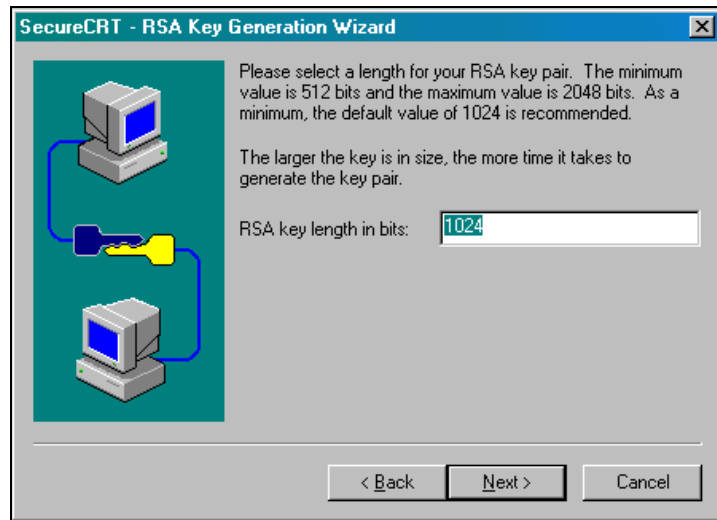 SecureCRT - RSA Key Generation Wizard
Please select a length for your RSA key pair. The minimum
value is 512 bits and the maximum value is 2048 bits. As a
minimum, the default value of 1024 is recommended.
The larger the key is in size, the more time it takes to
generate the key pair.
RSA key length in bits: 1024
< Back Next > Cancel